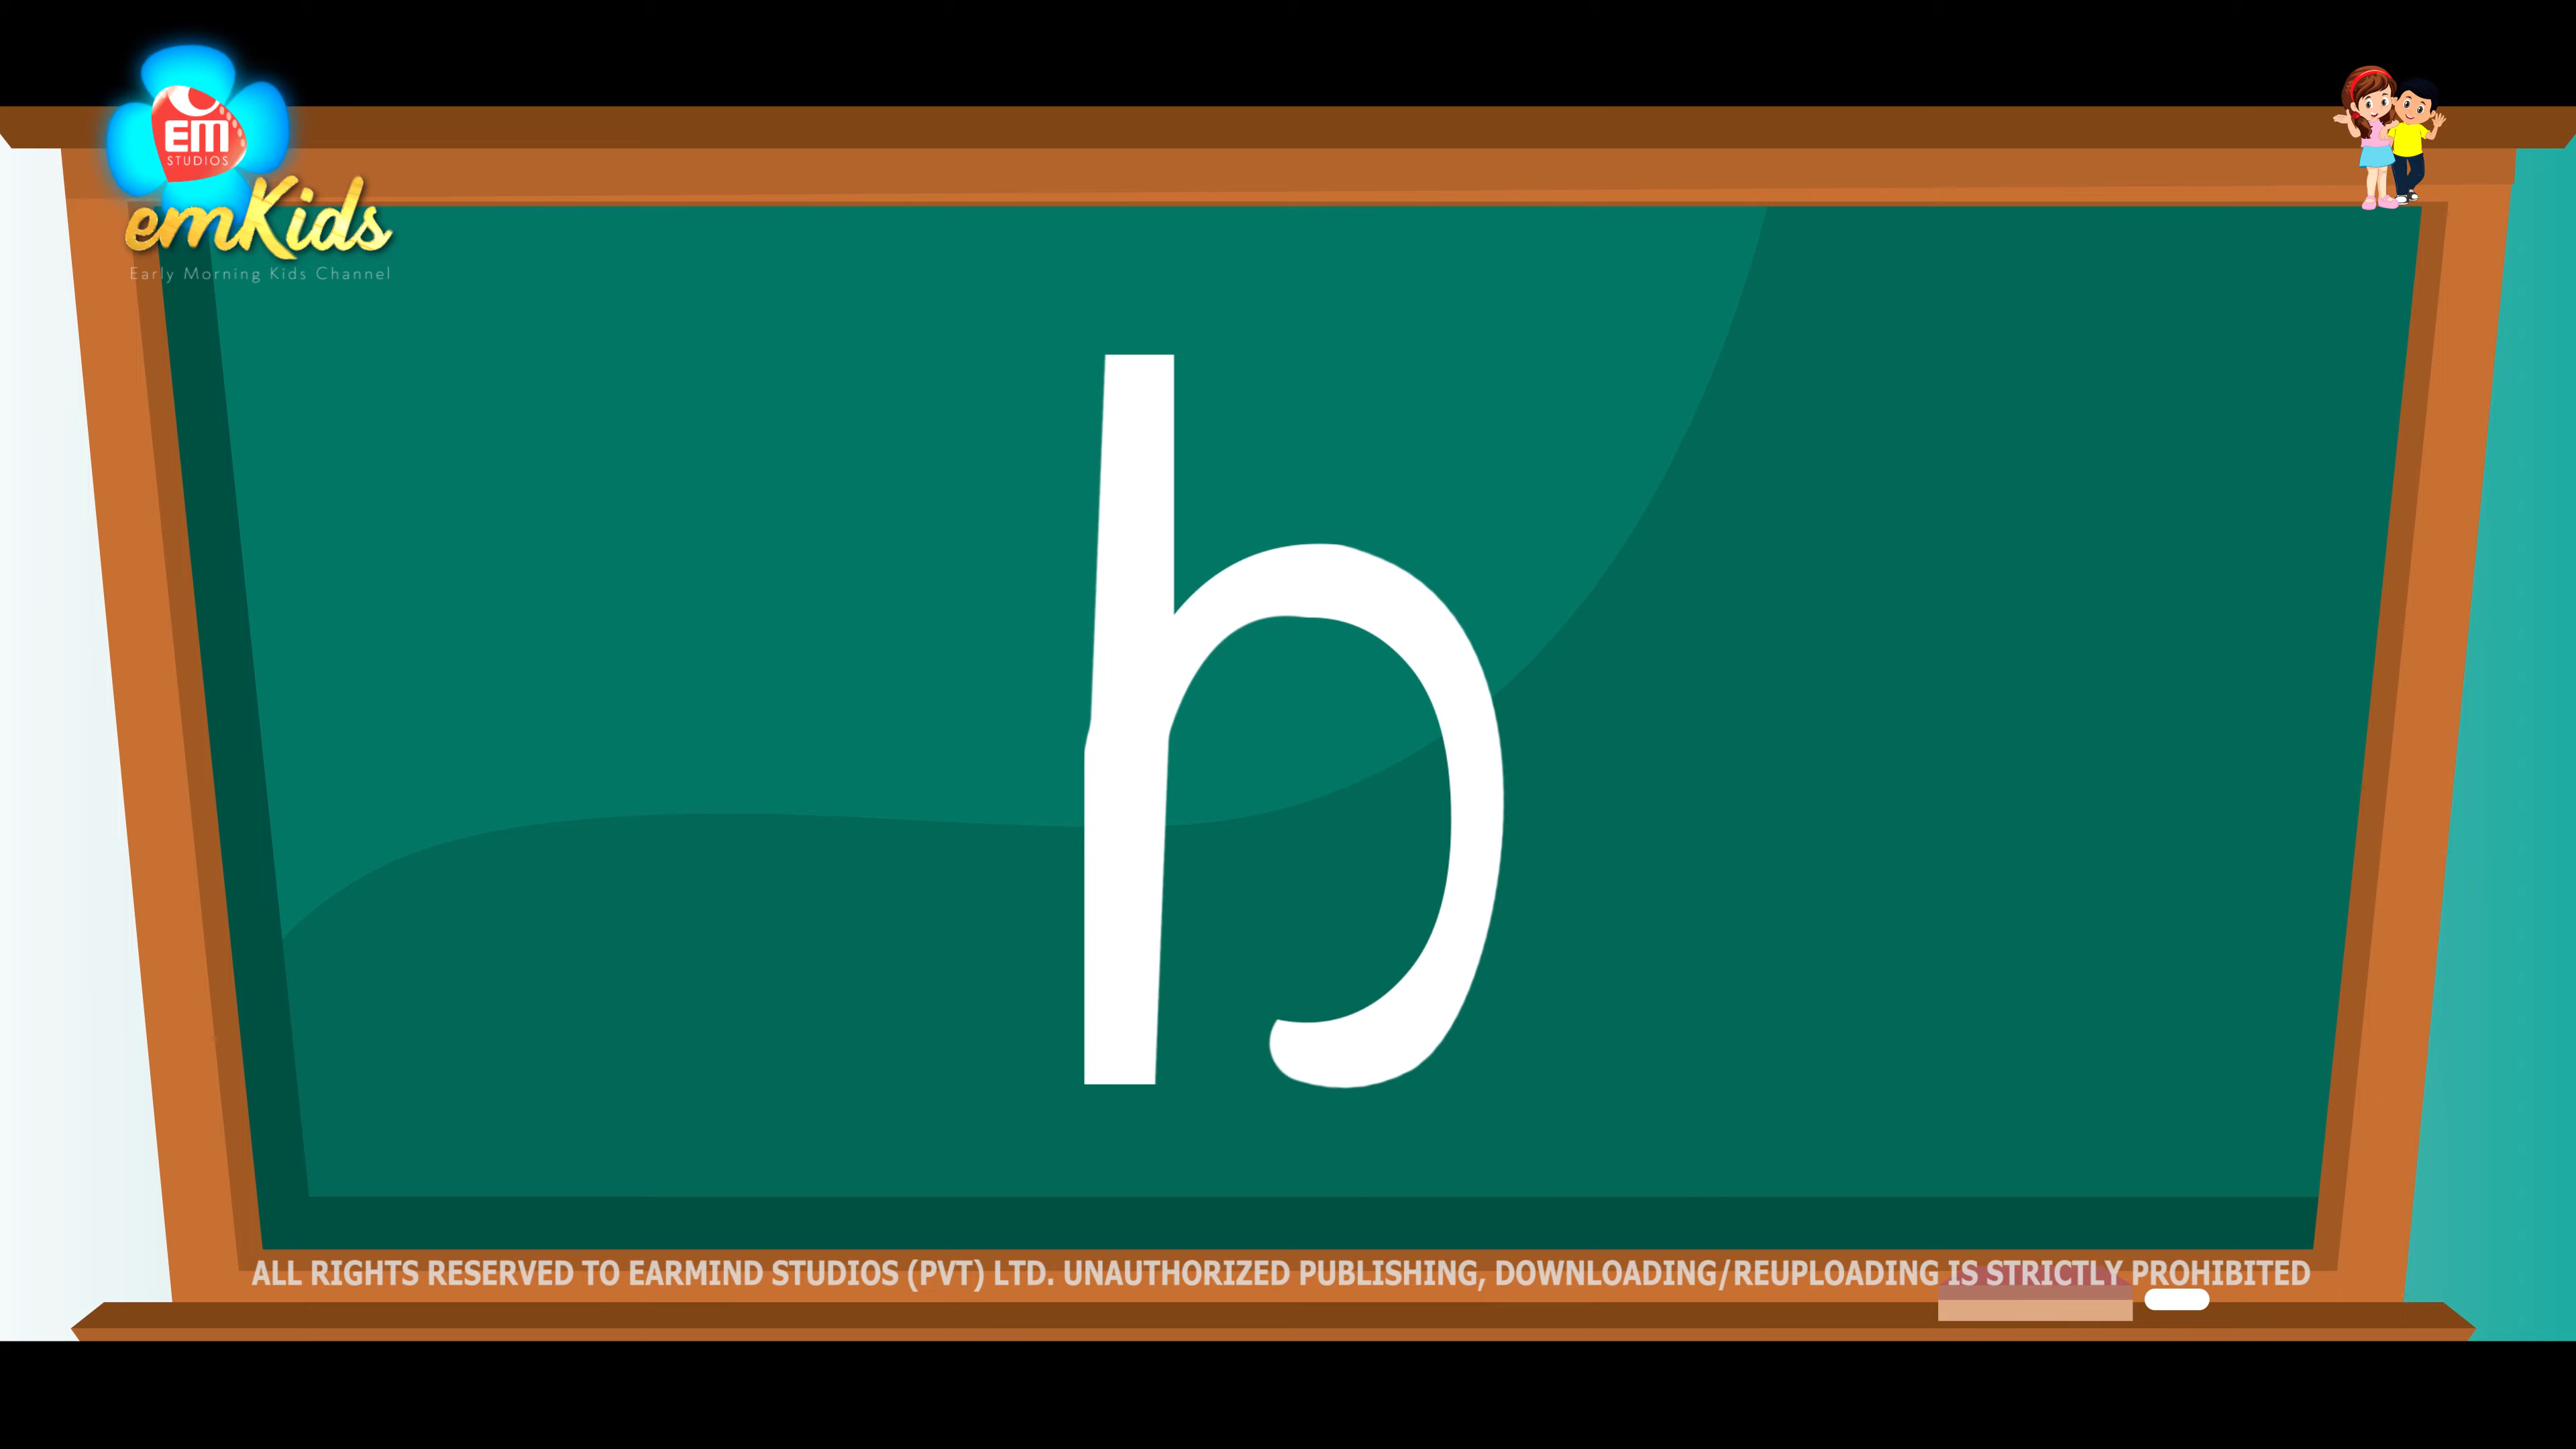 EM
STUDIOS
emKids
Early Morning Kids Channel
b
ALL RIGHTS RESERVED TO EARMIND STUDIOS (PVT) LTD. UNAUTHORIZED PUBLISHING, DOWNLOADING/REUPLOADING IS STRICTLY PROHIBITED